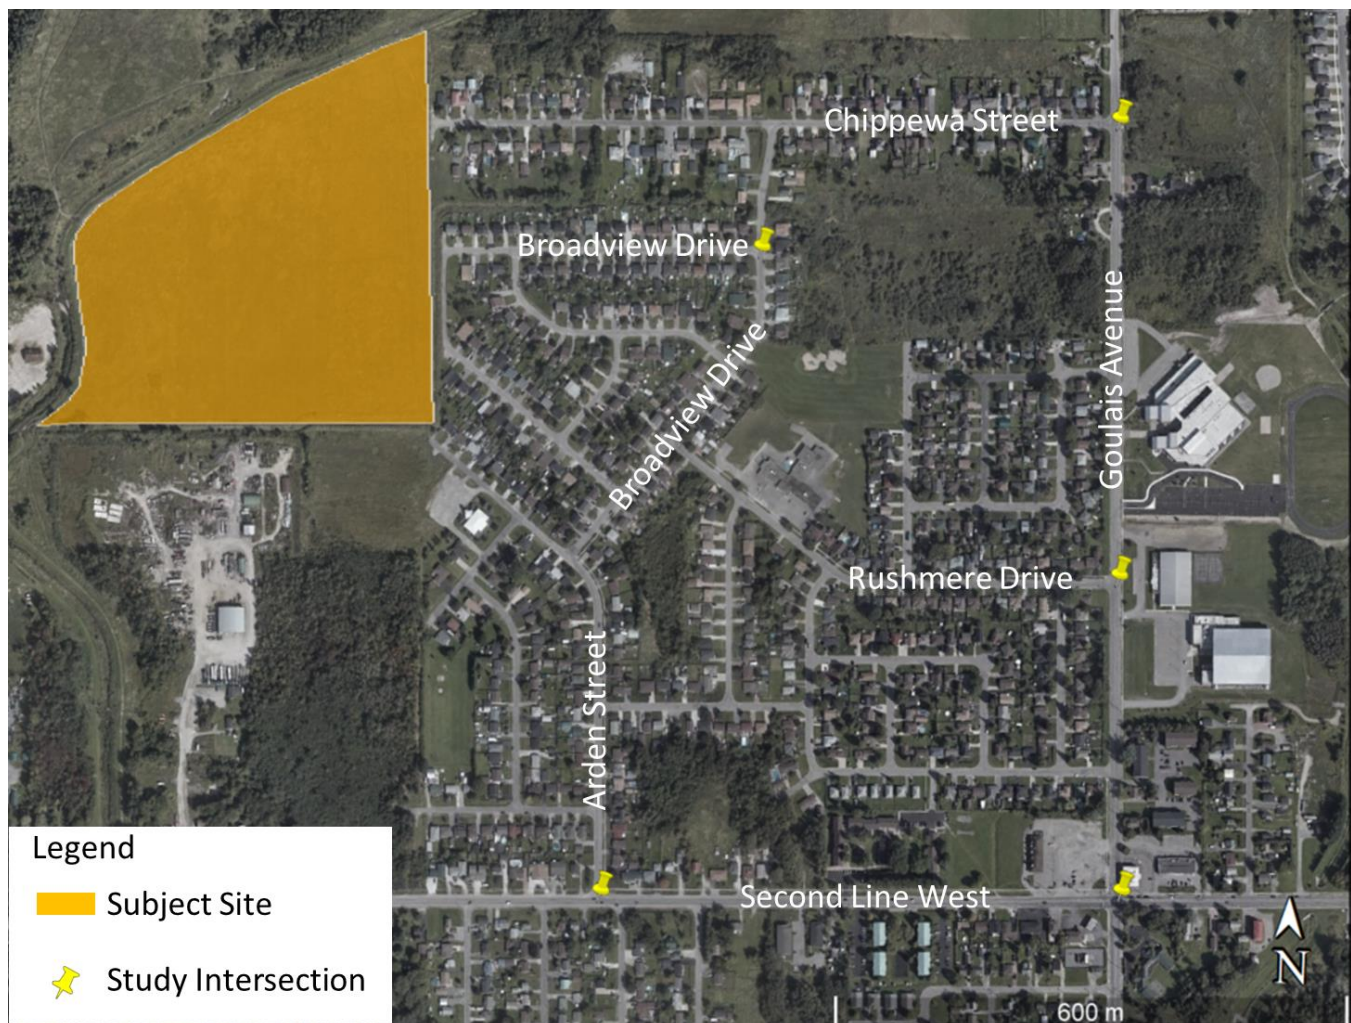 Chippewa Street
Broadview Drive
Goulais Avenue
Broadview Drive
Rushmere Drive
Arden Street
Second Line West
Legend
Subject Site
Study Intersection
N
600 m